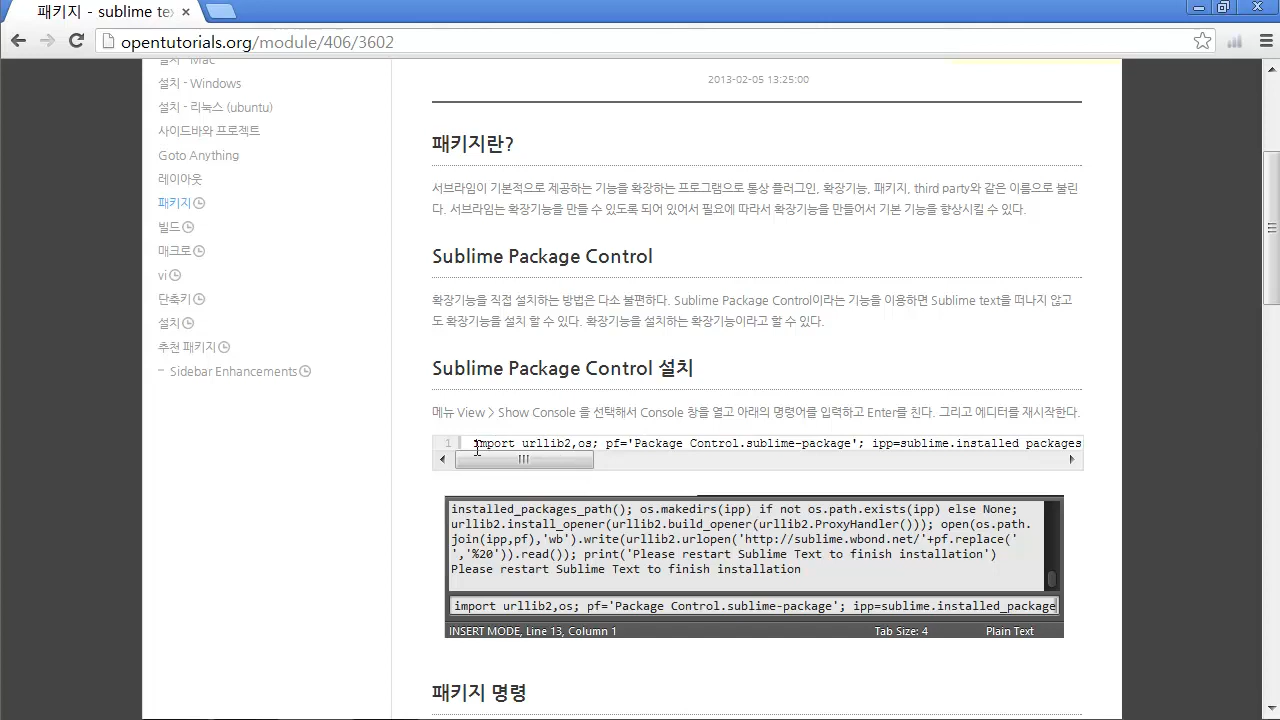 패키지 - sublime te
opentutorials.org/module/406/3602
설치 - Mac
설치 - Windows
설치 - 리눅스 (ubuntu)
사이드바와 프로젝트
Goto Anything
레이아웃
패키지
빌드
매크로
vi
단축키
설치
추천 패키지
- Sidebar Enhancements
2013-02-05 13:25:00
패키지란?
서브라임이 기본적으로 제공하는 기능을 확장하는 프로그램으로 통상 플러그인, 확장기능, 패키지, third party와 같은 이름으로 불린
다. 서브라임는 확장기능을 만들 수 있도록 되어 있어서 필요에 따라서 확장기능을 만들어서 기본 기능을 향상시킬 수 있다.
Sublime Package Control
확장기능을 직접 설치하는 방법은 다소 불편하다. Sublime Package Control이라는 기능을 이용하면 Sublime text를 떠나지 않고
도 확장기능을 설치 할 수 있다. 확장기능을 설치하는 확장기능이라고 할 수 있다.
Sublime Package Control 설치
메뉴 View > Show Console 을 선택해서 Console 창을 열고 아래의 명령어를 입력하고 Enter를 친다. 그리고 에디터를 재시작한다.
1 import urllib2,os; pf='Package Control.sublime-package'; ipp=sublime.installed packages
installed_packages_path(); os.makedirs(ipp) if not os.path.exists(ipp) else None;
urllib2.install_opener(urllib2.build_opener(urllib2.ProxyHandler())); open(os.path.
join(ipp,pf),'wb').write(urllib2.urlopen('http://sublime.wbond.net/'+pf.replace('
','%20')).read()); print('Please restart Sublime Text to finish installation')
Please restart Sublime Text to finish installation
import urllib2,os; pf='Package Control.sublime-package'; ipp=sublime.installed_package
INSERT MODE, Line 13, Column 1 Tab Size: 4 Plain Text
패키지 명령